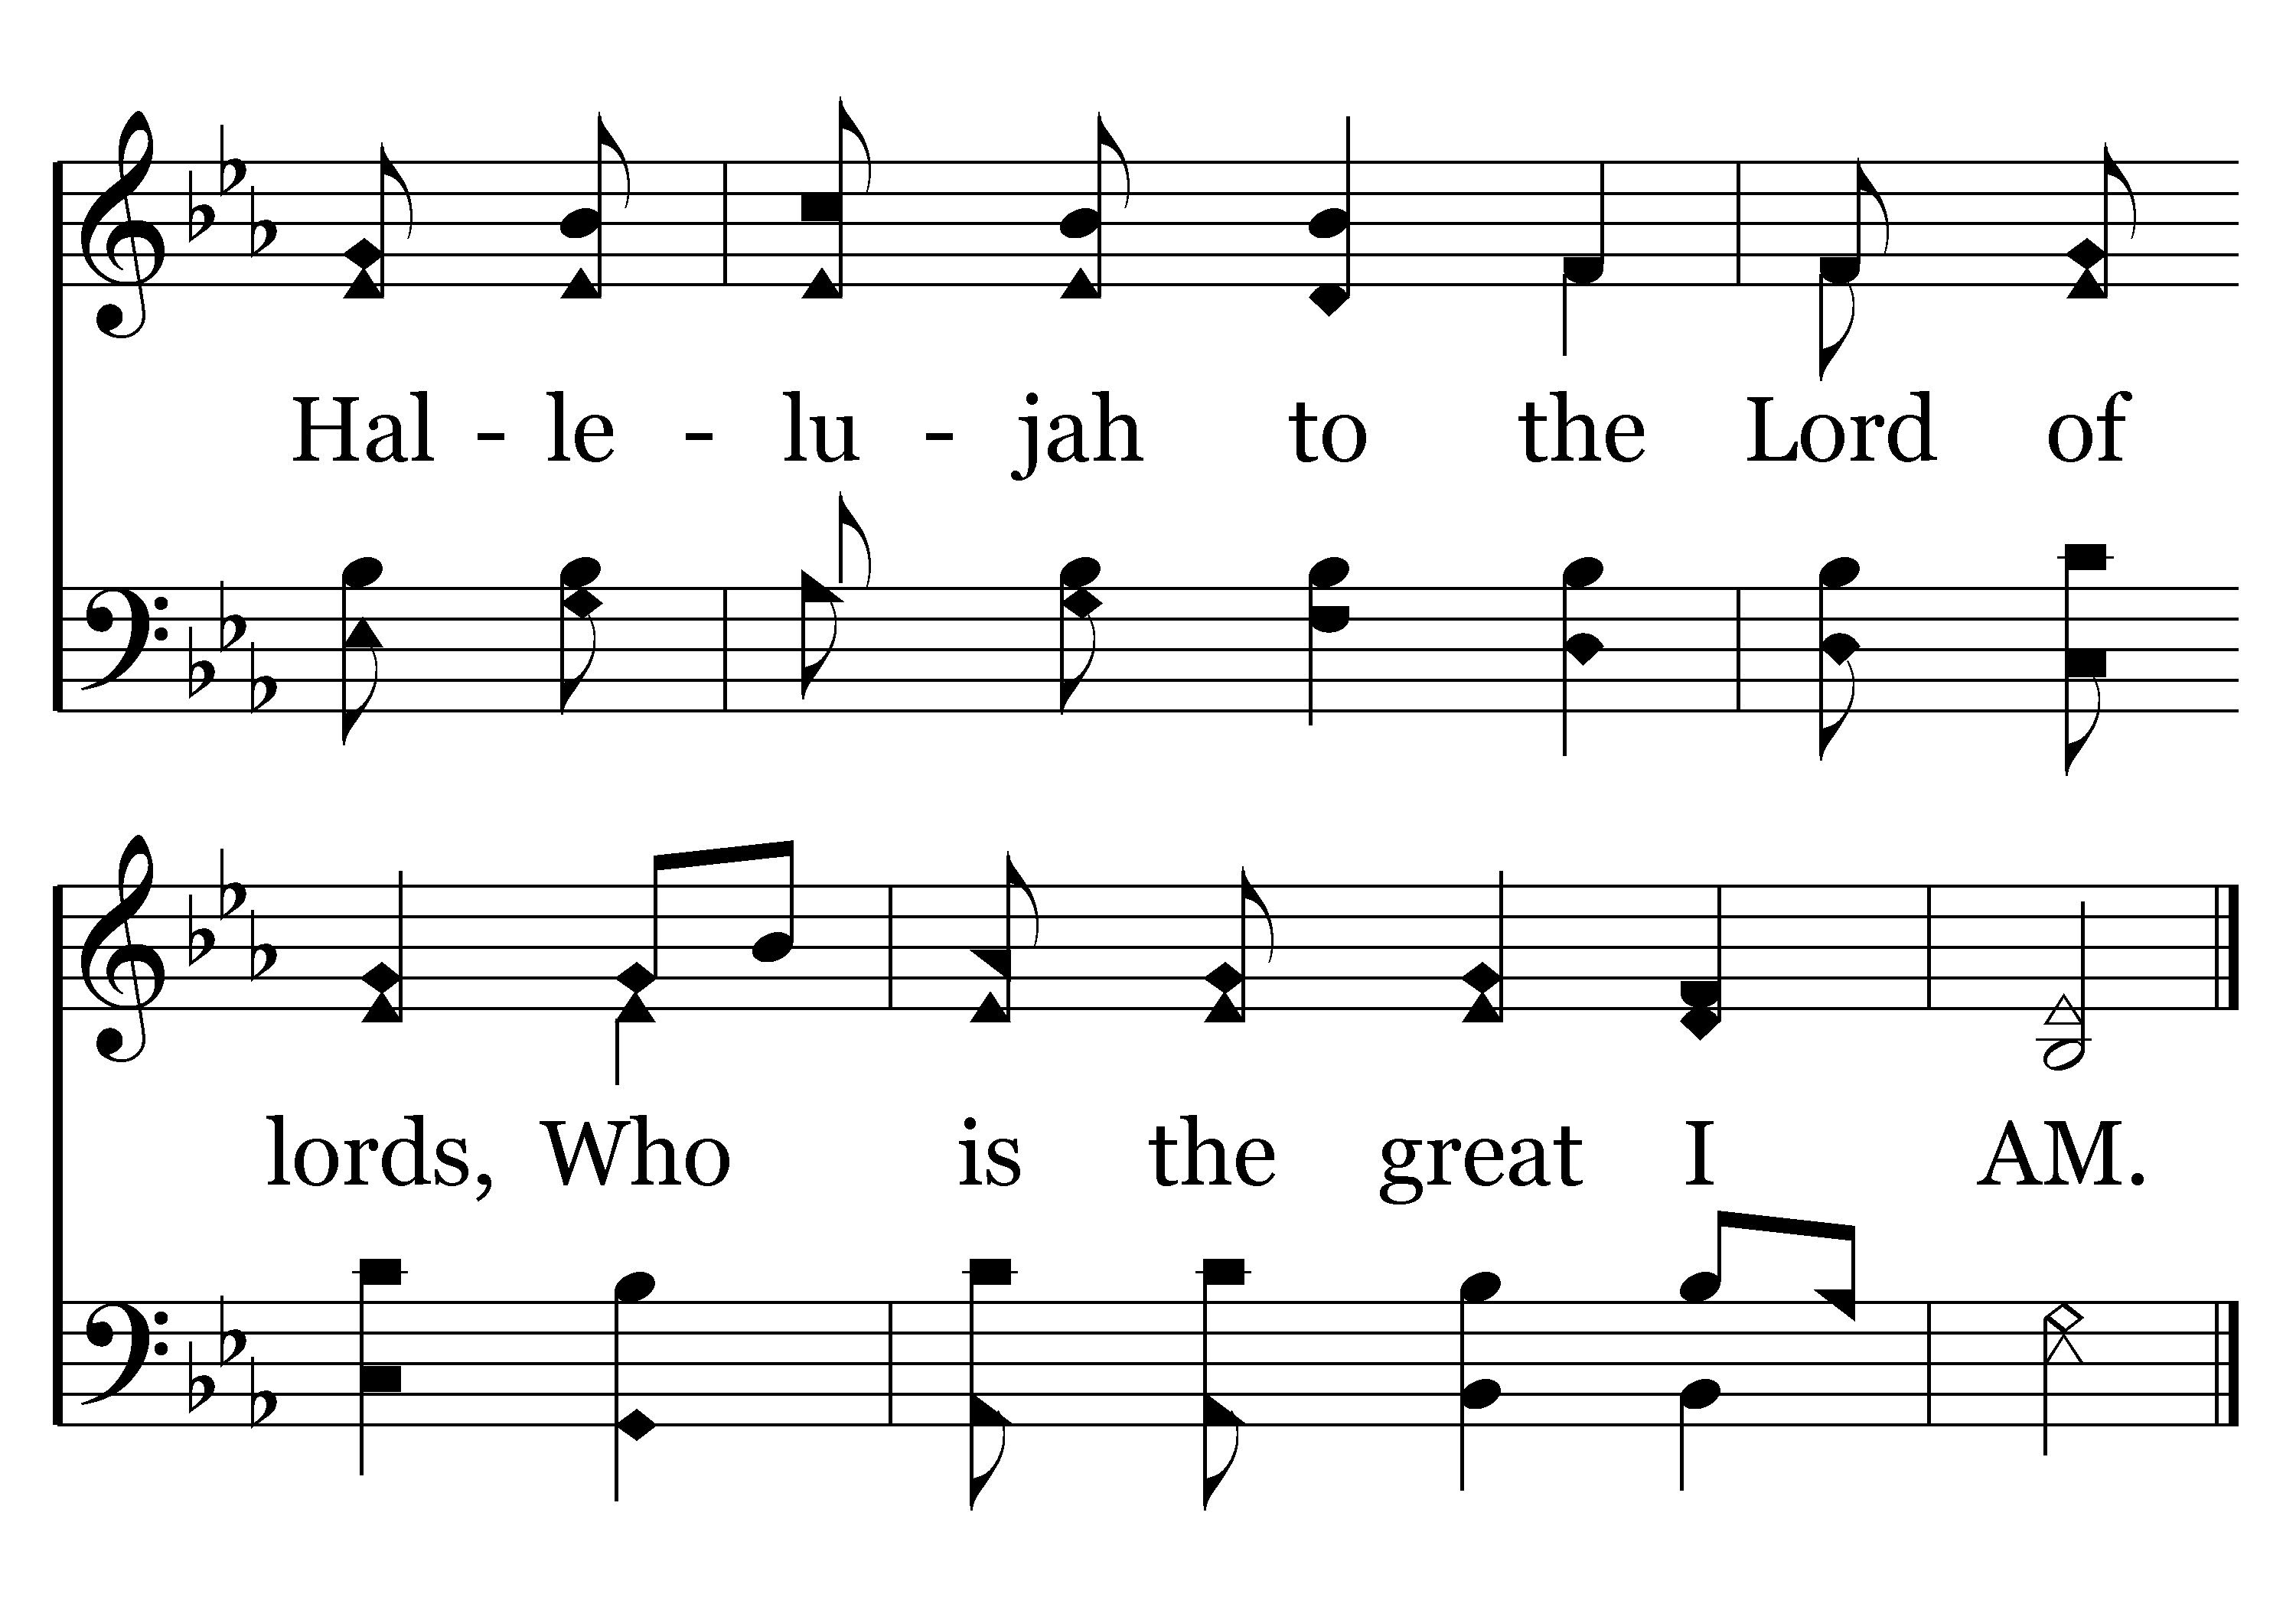 Hal - le - lu - jah to the Lord of
lords, Who is the great I AM.